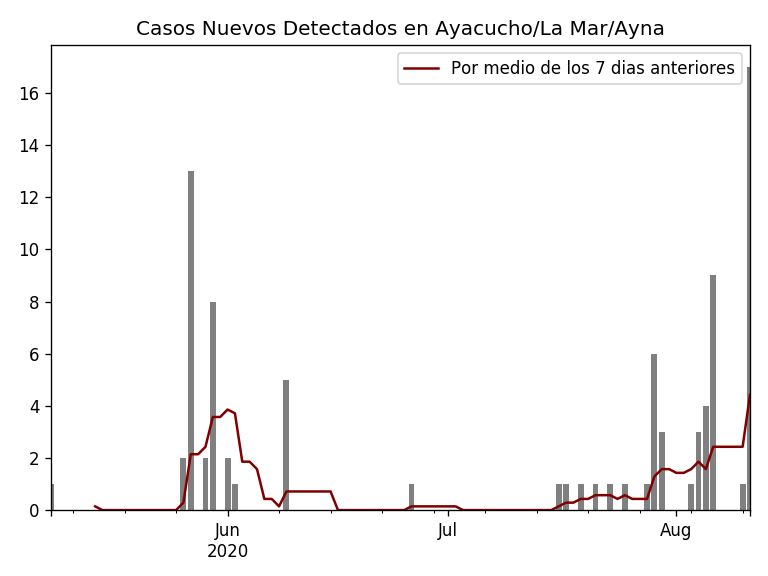 Casos Nuevos Detectados en Ayacucho/La Mar/Ayna
Por medio de los 7 dias anteriores
16
14
12
10
8
6
4
2
0
Jun
2020
Jul
Aug